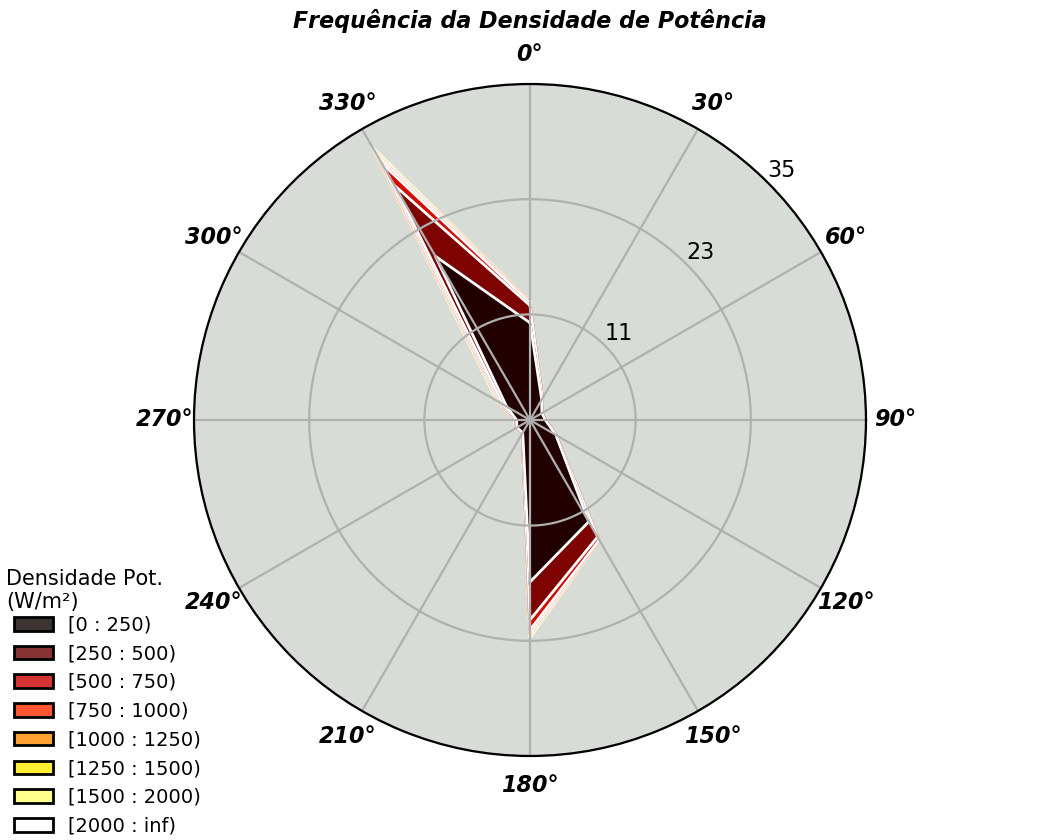 Frequência da Densidade de Potência
0°
330°
30°
35
300°
60°
23
11
270°
90°
Densidade Pot.
(W/m²)
240°
120°
[0 : 250)
[250 : 500)
[500 : 750)
[750 : 1000)
210°
150°
[1000 : 1250)
[1250 : 1500)
180°
[1500 : 2000)
[2000 : inf)